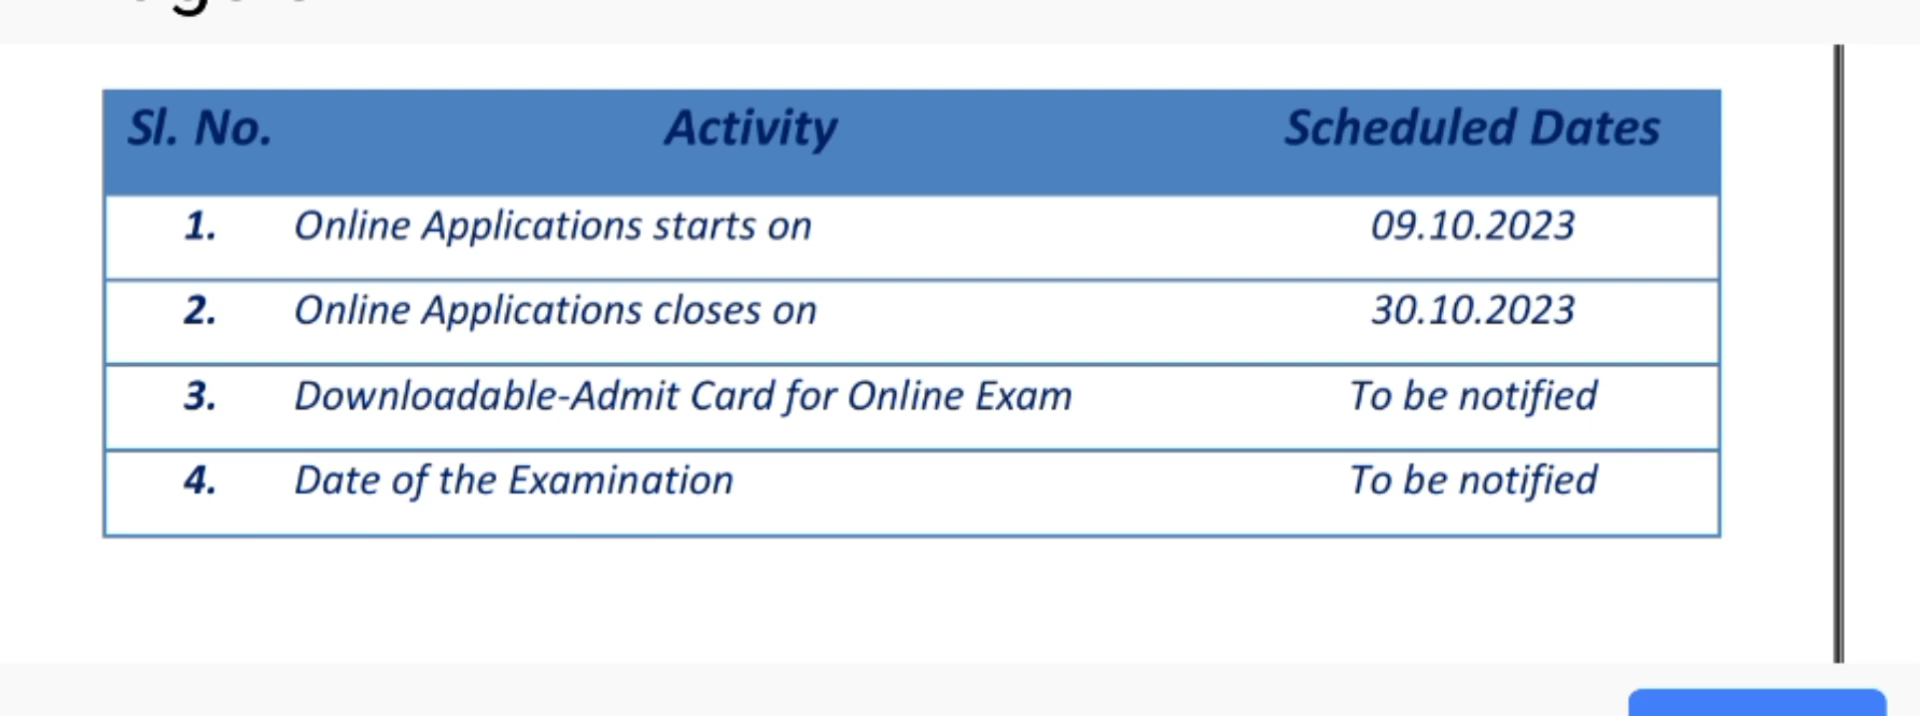 Sl. No. Activity Scheduled Dates
1. Online Applications starts on 09.10.2023
2. Online Applications closes on 30.10.2023
3. Downloadable-Admit Card for Online Exam To be notified
4. Date of the Examination To be notified